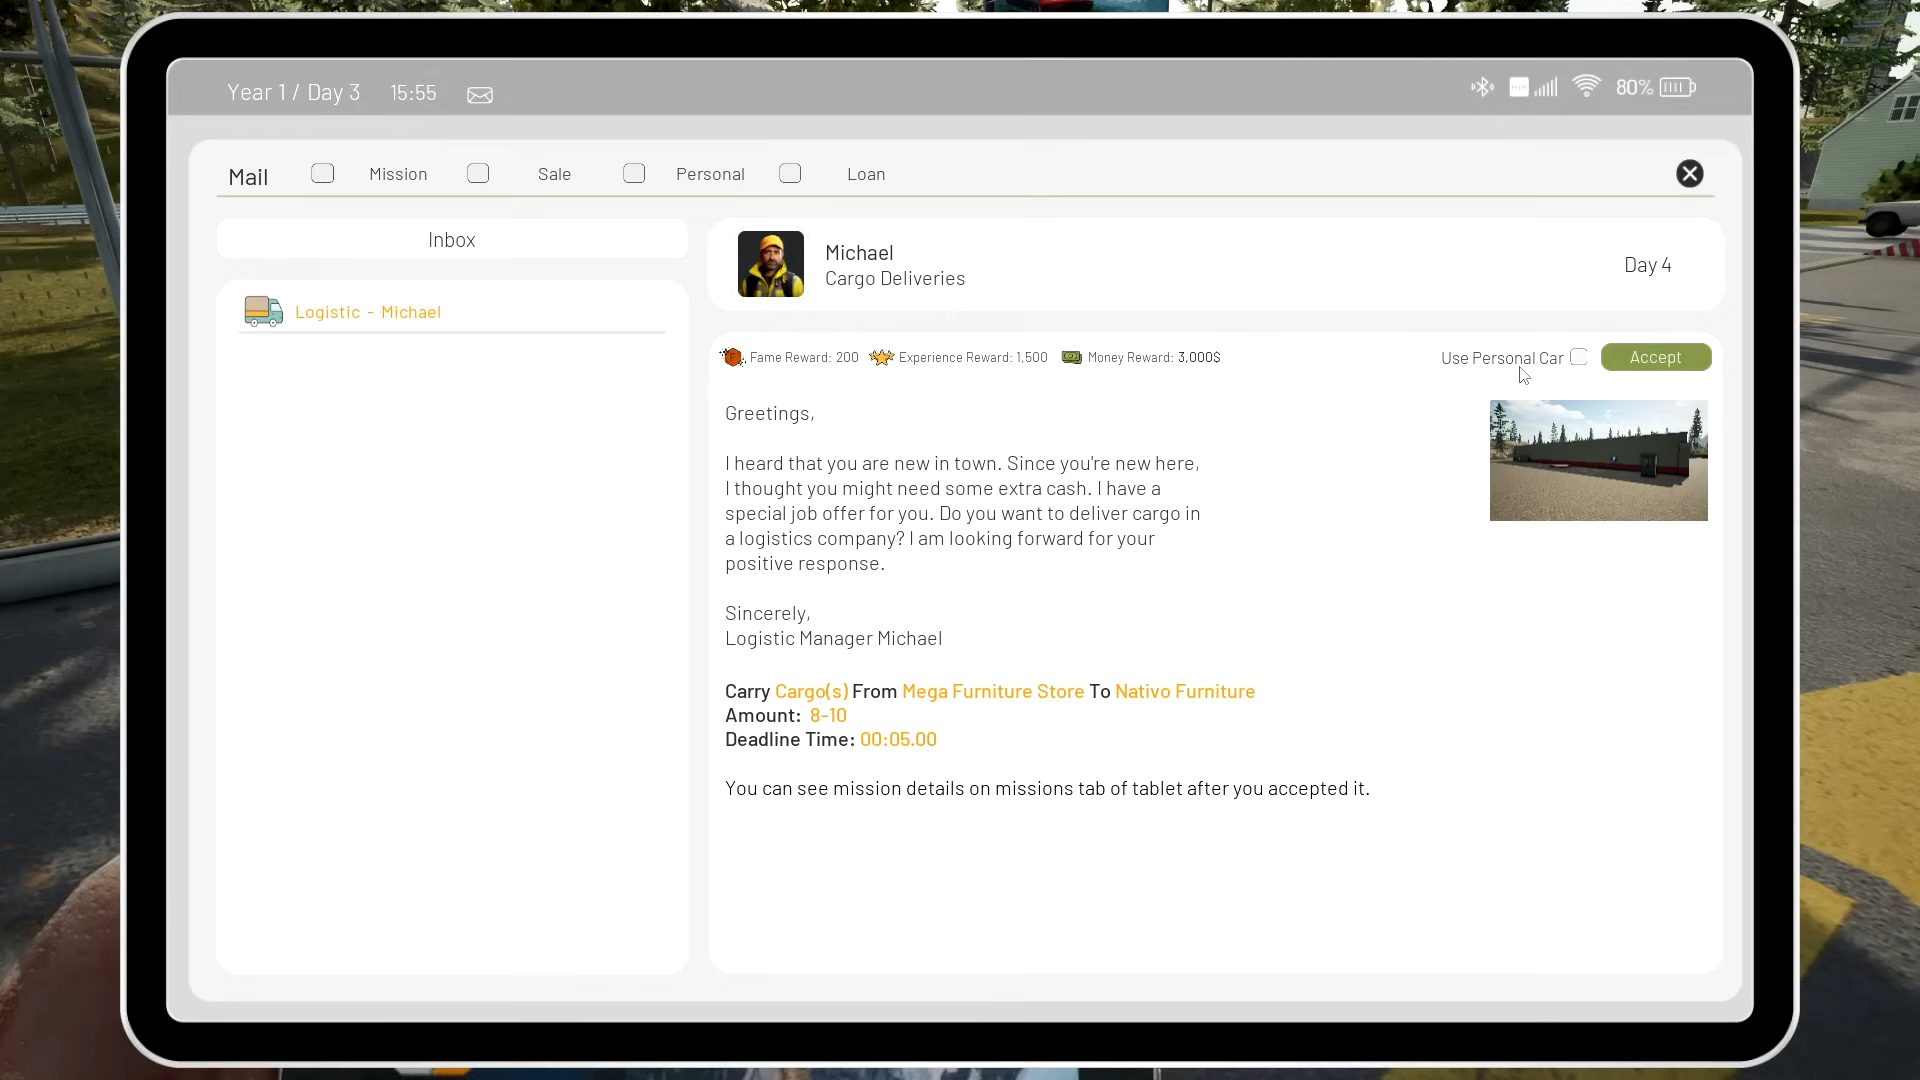 Year 1 / Day 3 15:55
80%
Mail Mission Sale Personal Loan
Inbox
Logistic - Michael
Michael
Cargo Deliveries
Day 4
Fame Reward: 200 Experience Reward: 1,500 Money Reward: 3,000$
Use Personal Car Accept
Greetings,
I heard that you are new in town. Since you're new here,
I thought you might need some extra cash. I have a
special job offer for you. Do you want to deliver cargo in
a logistics company? I am looking forward for your
positive response.
Sincerely,
Logistic Manager Michael
Carry Cargo(s) From Mega Furniture Store To Nativo Furniture
Amount: 8-10
Deadline Time: 00:05.00
You can see mission details on missions tab of tablet after you accepted it.